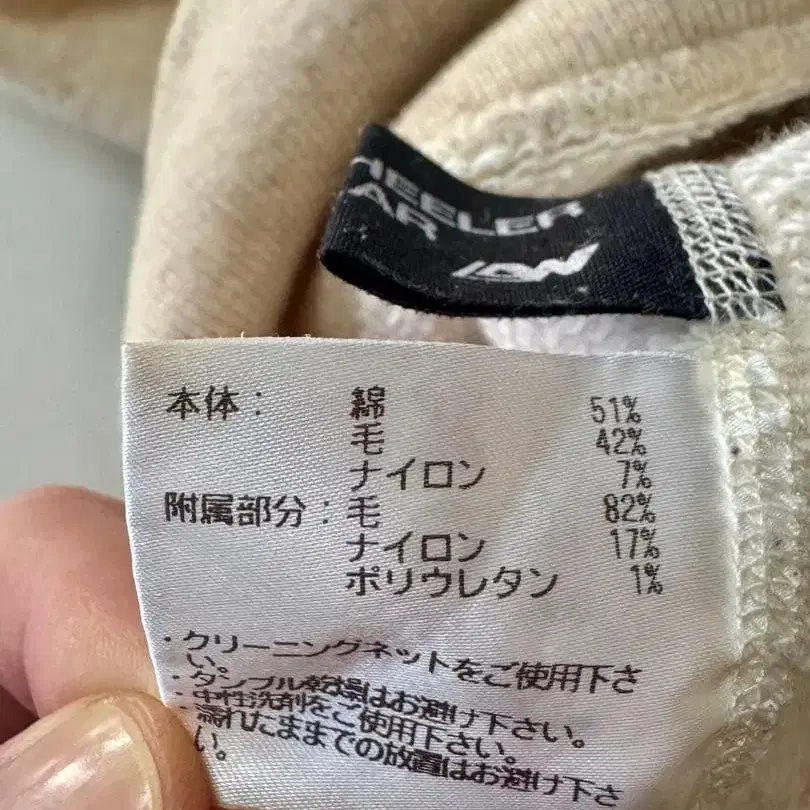 HEELER
AR
本体： 綿 51%
毛 42%
ナイロン 7%
附属部分：毛 82%
ナイロン 17%
ポリウレタン 1%
・クリーニングネットをご使用下さ
い。
・タンブル乾燥はお避け下さい。
・中性洗剤をご使用下さい。
・濡れたままでの放置はお避け下さ
い。